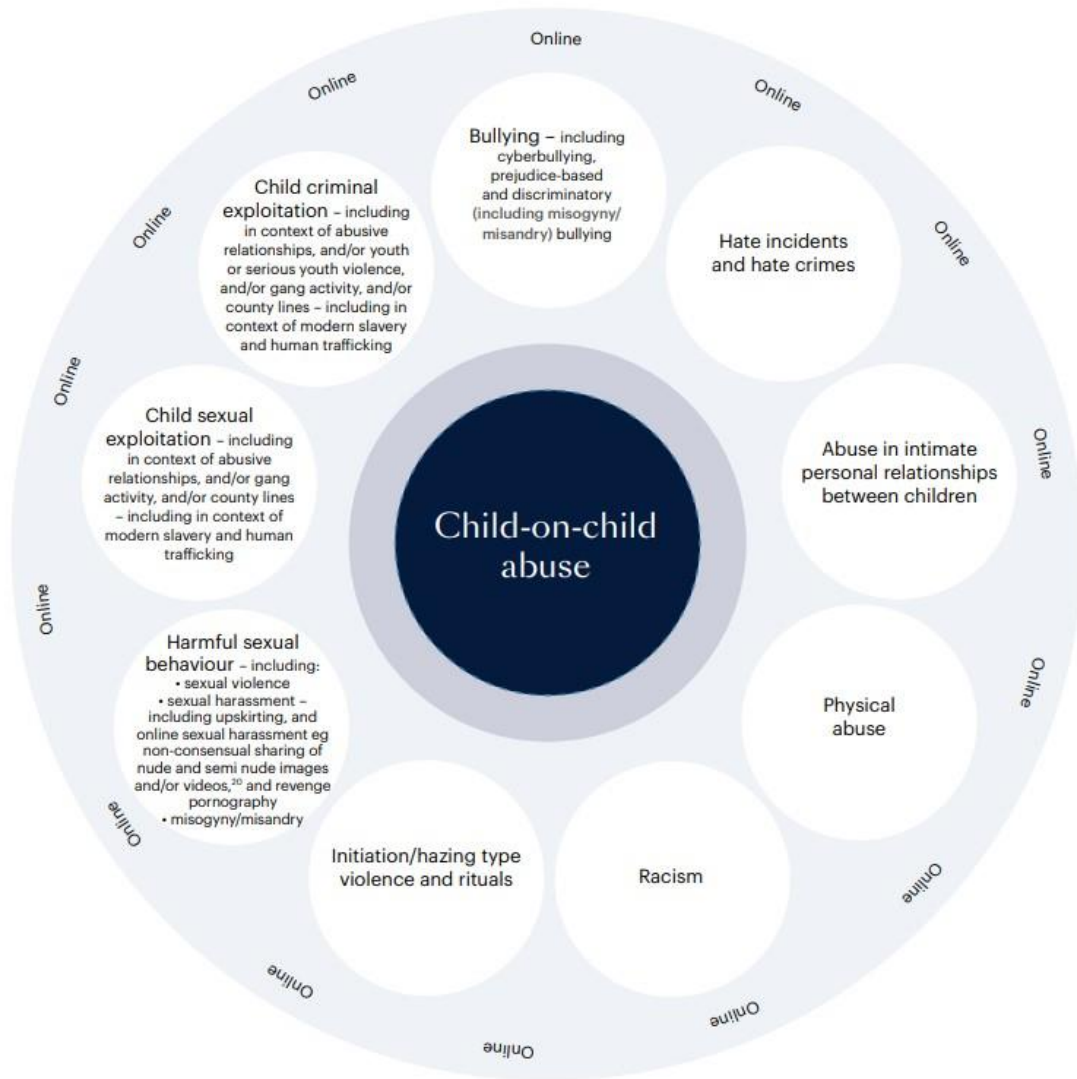 Online
Online
Online
Online
Online
Online
Online
Online
Online
Online
Online
Online
Online
Online
Bullying – including
cyberbullying,
prejudice-based
and discriminatory
(including misogyny/
misandry) bullying
Hate incidents
and hate crimes
Abuse in intimate
personal relationships
between children
Physical
abuse
Racism
Initiation/hazing type
violence and rituals
Harmful sexual
behaviour – including:
• sexual violence
• sexual harassment –
including upskirting, and
online sexual harassment eg
non-consensual sharing of
nude and semi nude images
and/or videos,²⁰ and revenge
pornography
• misogyny/misandry
Child sexual
exploitation – including
in context of abusive
relationships, and/or gang
activity, and/or county lines
– including in context of
modern slavery and human
trafficking
Child criminal
exploitation – including
in context of abusive
relationships, and/or youth
or serious youth violence,
and/or gang activity, and/or
county lines – including in
context of modern slavery
and human trafficking
Child-on-child
abuse